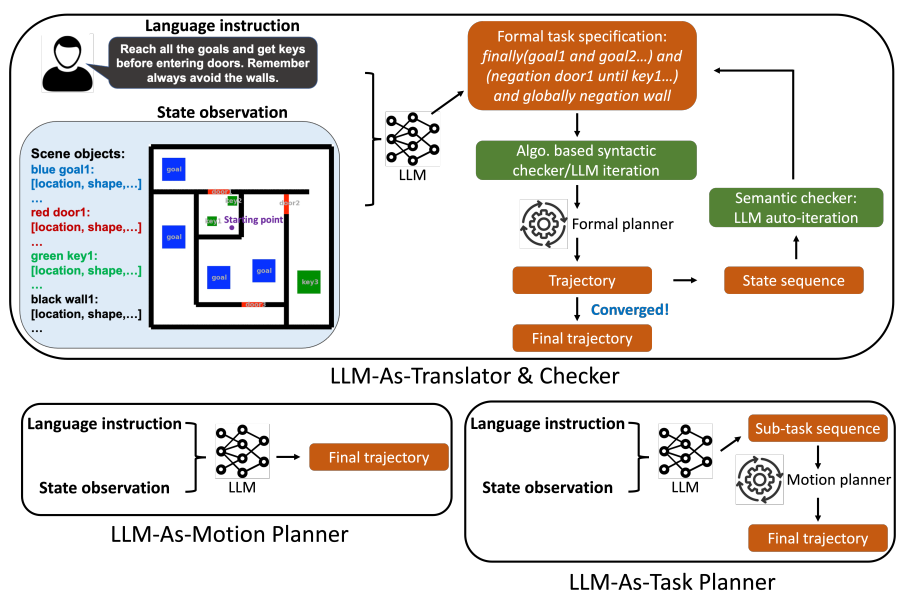 Language instruction
Reach all the goals and get keys
before entering doors. Remember
always avoid the walls.
State observation
Scene objects:
blue goal1:
[location, shape,…]
…
red door1:
[location, shape,…]
…
green key1:
[location, shape,…]
…
black wall1:
[location, shape,…]
…
goal
door1
key2
door2
key1
Starting point
goal
goal
goal
key3
LLM
Formal task specification:
finally(goal1 and goal2…) and
(negation door1 until key1…)
and globally negation wall
Algo. based syntactic
checker/LLM iteration
Formal planner
Trajectory
Converged!
Final trajectory
Semantic checker:
LLM auto-iteration
State sequence
LLM-As-Translator & Checker
Language instruction
State observation
LLM
Final trajectory
LLM-As-Motion Planner
Language instruction
State observation
LLM
Sub-task sequence
Motion planner
Final trajectory
LLM-As-Task Planner